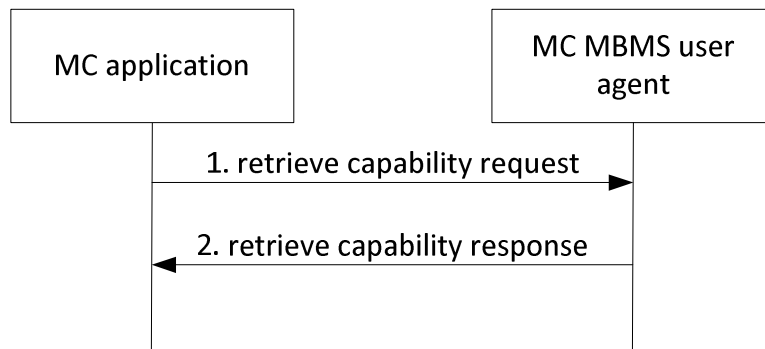 MC application
MC MBMS user
agent
1. retrieve capability request
2. retrieve capability response